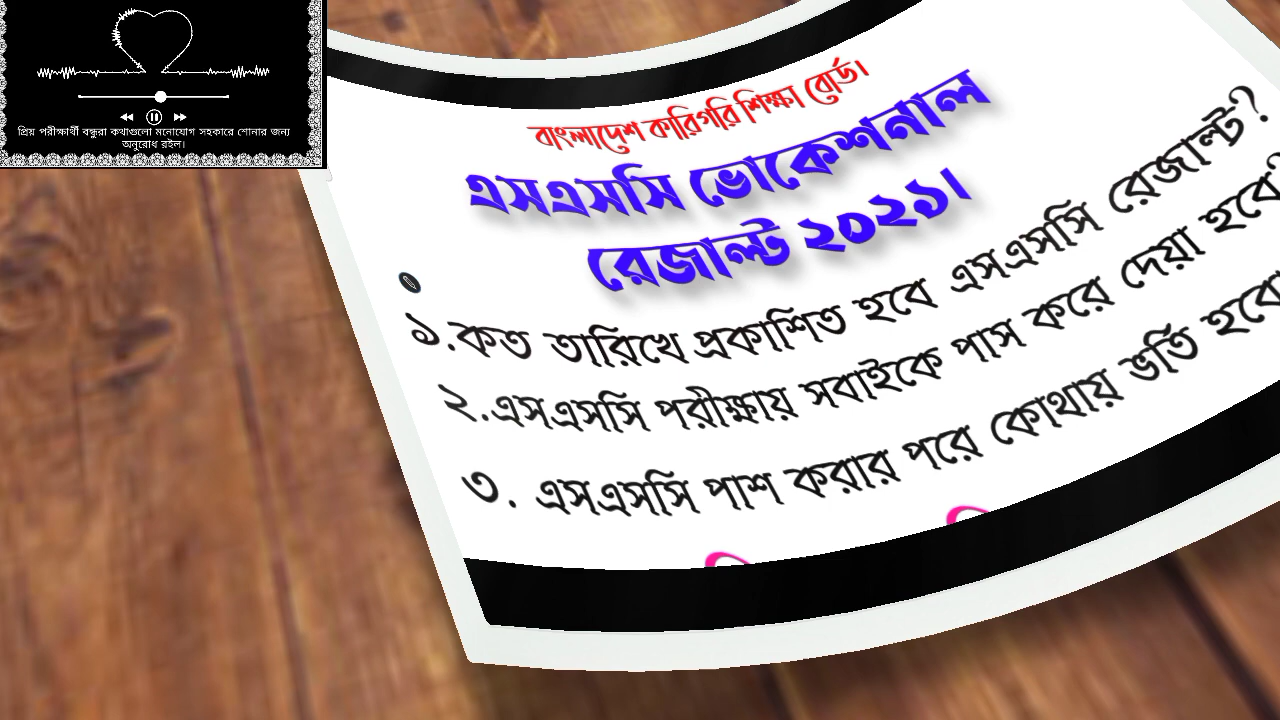 প্রিয় পরীক্ষার্থী বন্ধুরা কথাগুলো মনোযোগ সহকারে শোনার জন্য
অনুরোধ রইল।
বাংলাদেশ কারিগরি শিক্ষা বোর্ড।
এসএসসি ভোকেশনাল
রেজাল্ট ২০২১।
১.কত তারিখে প্রকাশিত হবে এসএসসি রেজাল্ট?
২.এসএসসি পরীক্ষায় সবাইকে পাস করে দেয়া হবে?
৩. এসএসসি পাশ করার পরে কোথায় ভর্তি হবো